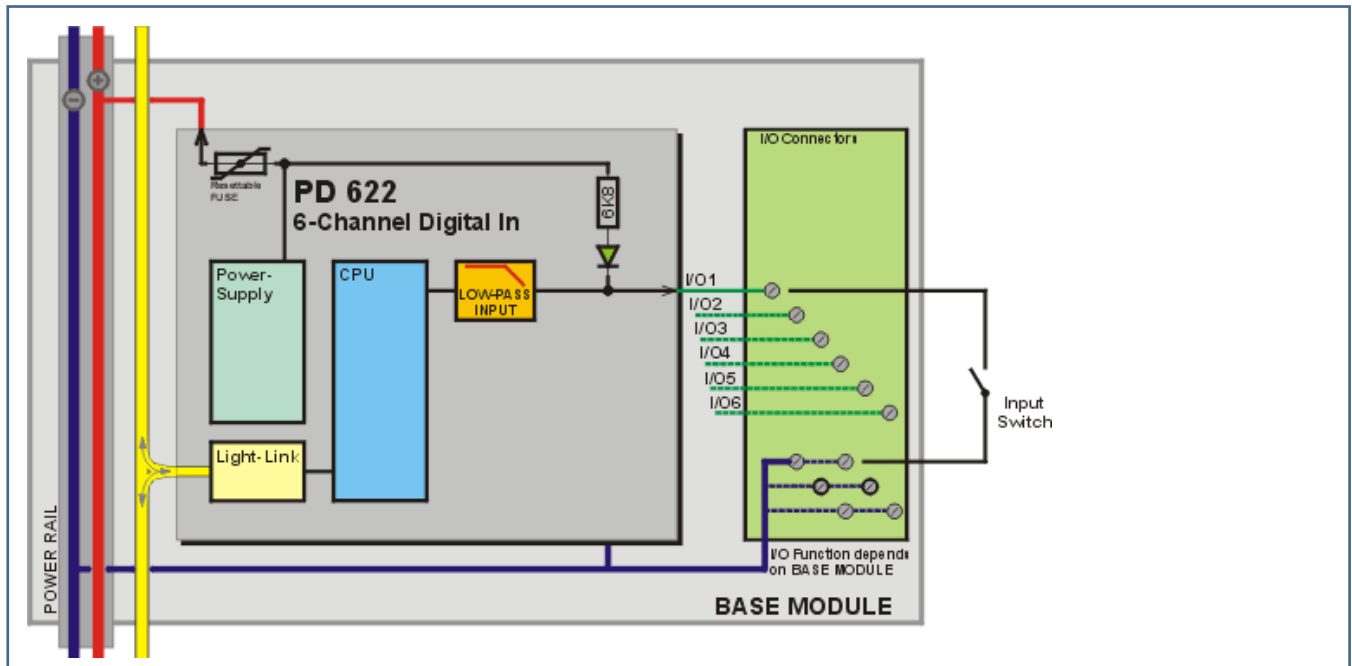 I/O Connectors
Resettable
FUSE
PD 622
6-Channel Digital In
6K8
Power-
Supply
CPU
LOW-PASS
INPUT
I/O1
I/O2
I/O3
I/O4
I/O5
I/O6
Input
Switch
Light-Link
POWER RAIL
I/O Function depends
on BASE MODULE
BASE MODULE